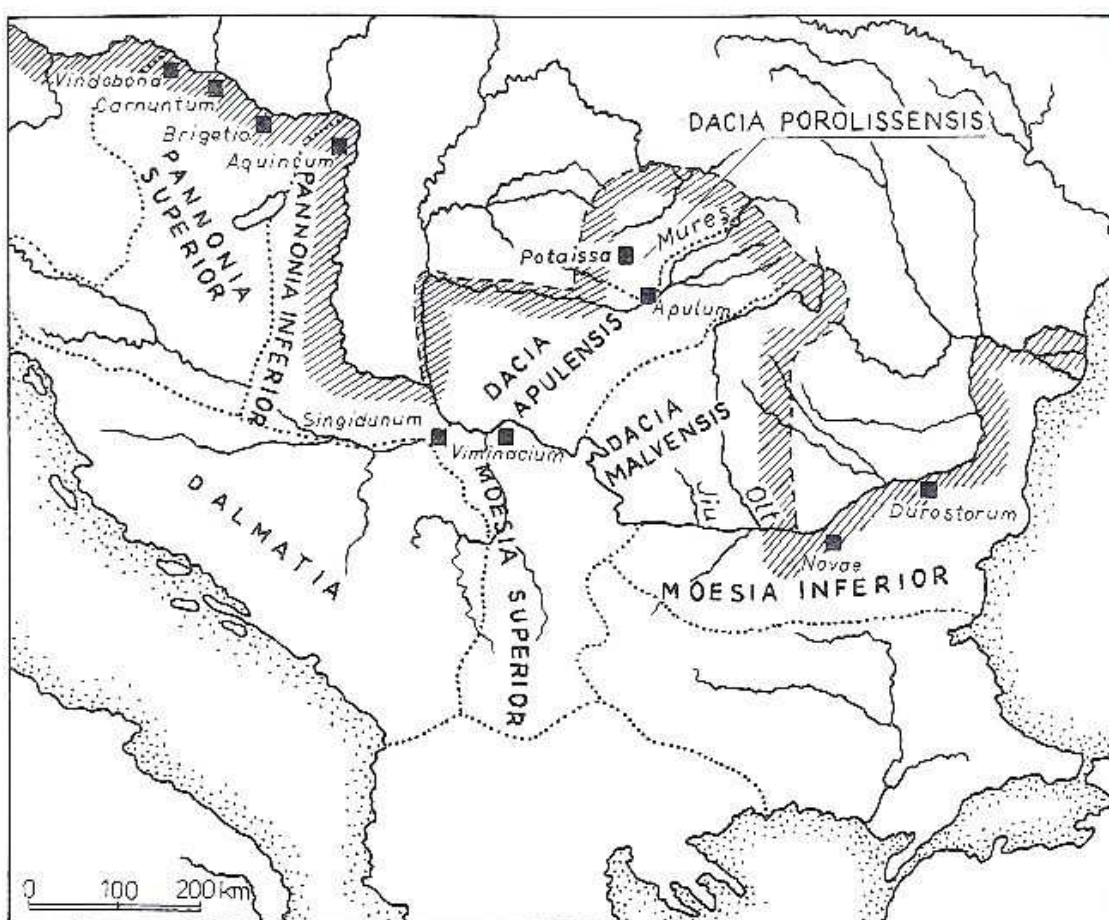 Vindobona
Carnuntum
Brigetio
Aquincum
PANNONIA
SUPERIOR
PANNONIA INFERIOR
DACIA POROLISSENSIS
Mures
Potaissa
Apulum
DACIA
APULENSIS
DACIA
MALVENSIS
Singidunum
Viminacium
Jiu
Olt
Durostorum
Novae
DALMATIA
MOESIA SUPERIOR
MOESIA INFERIOR
0 100 200 km